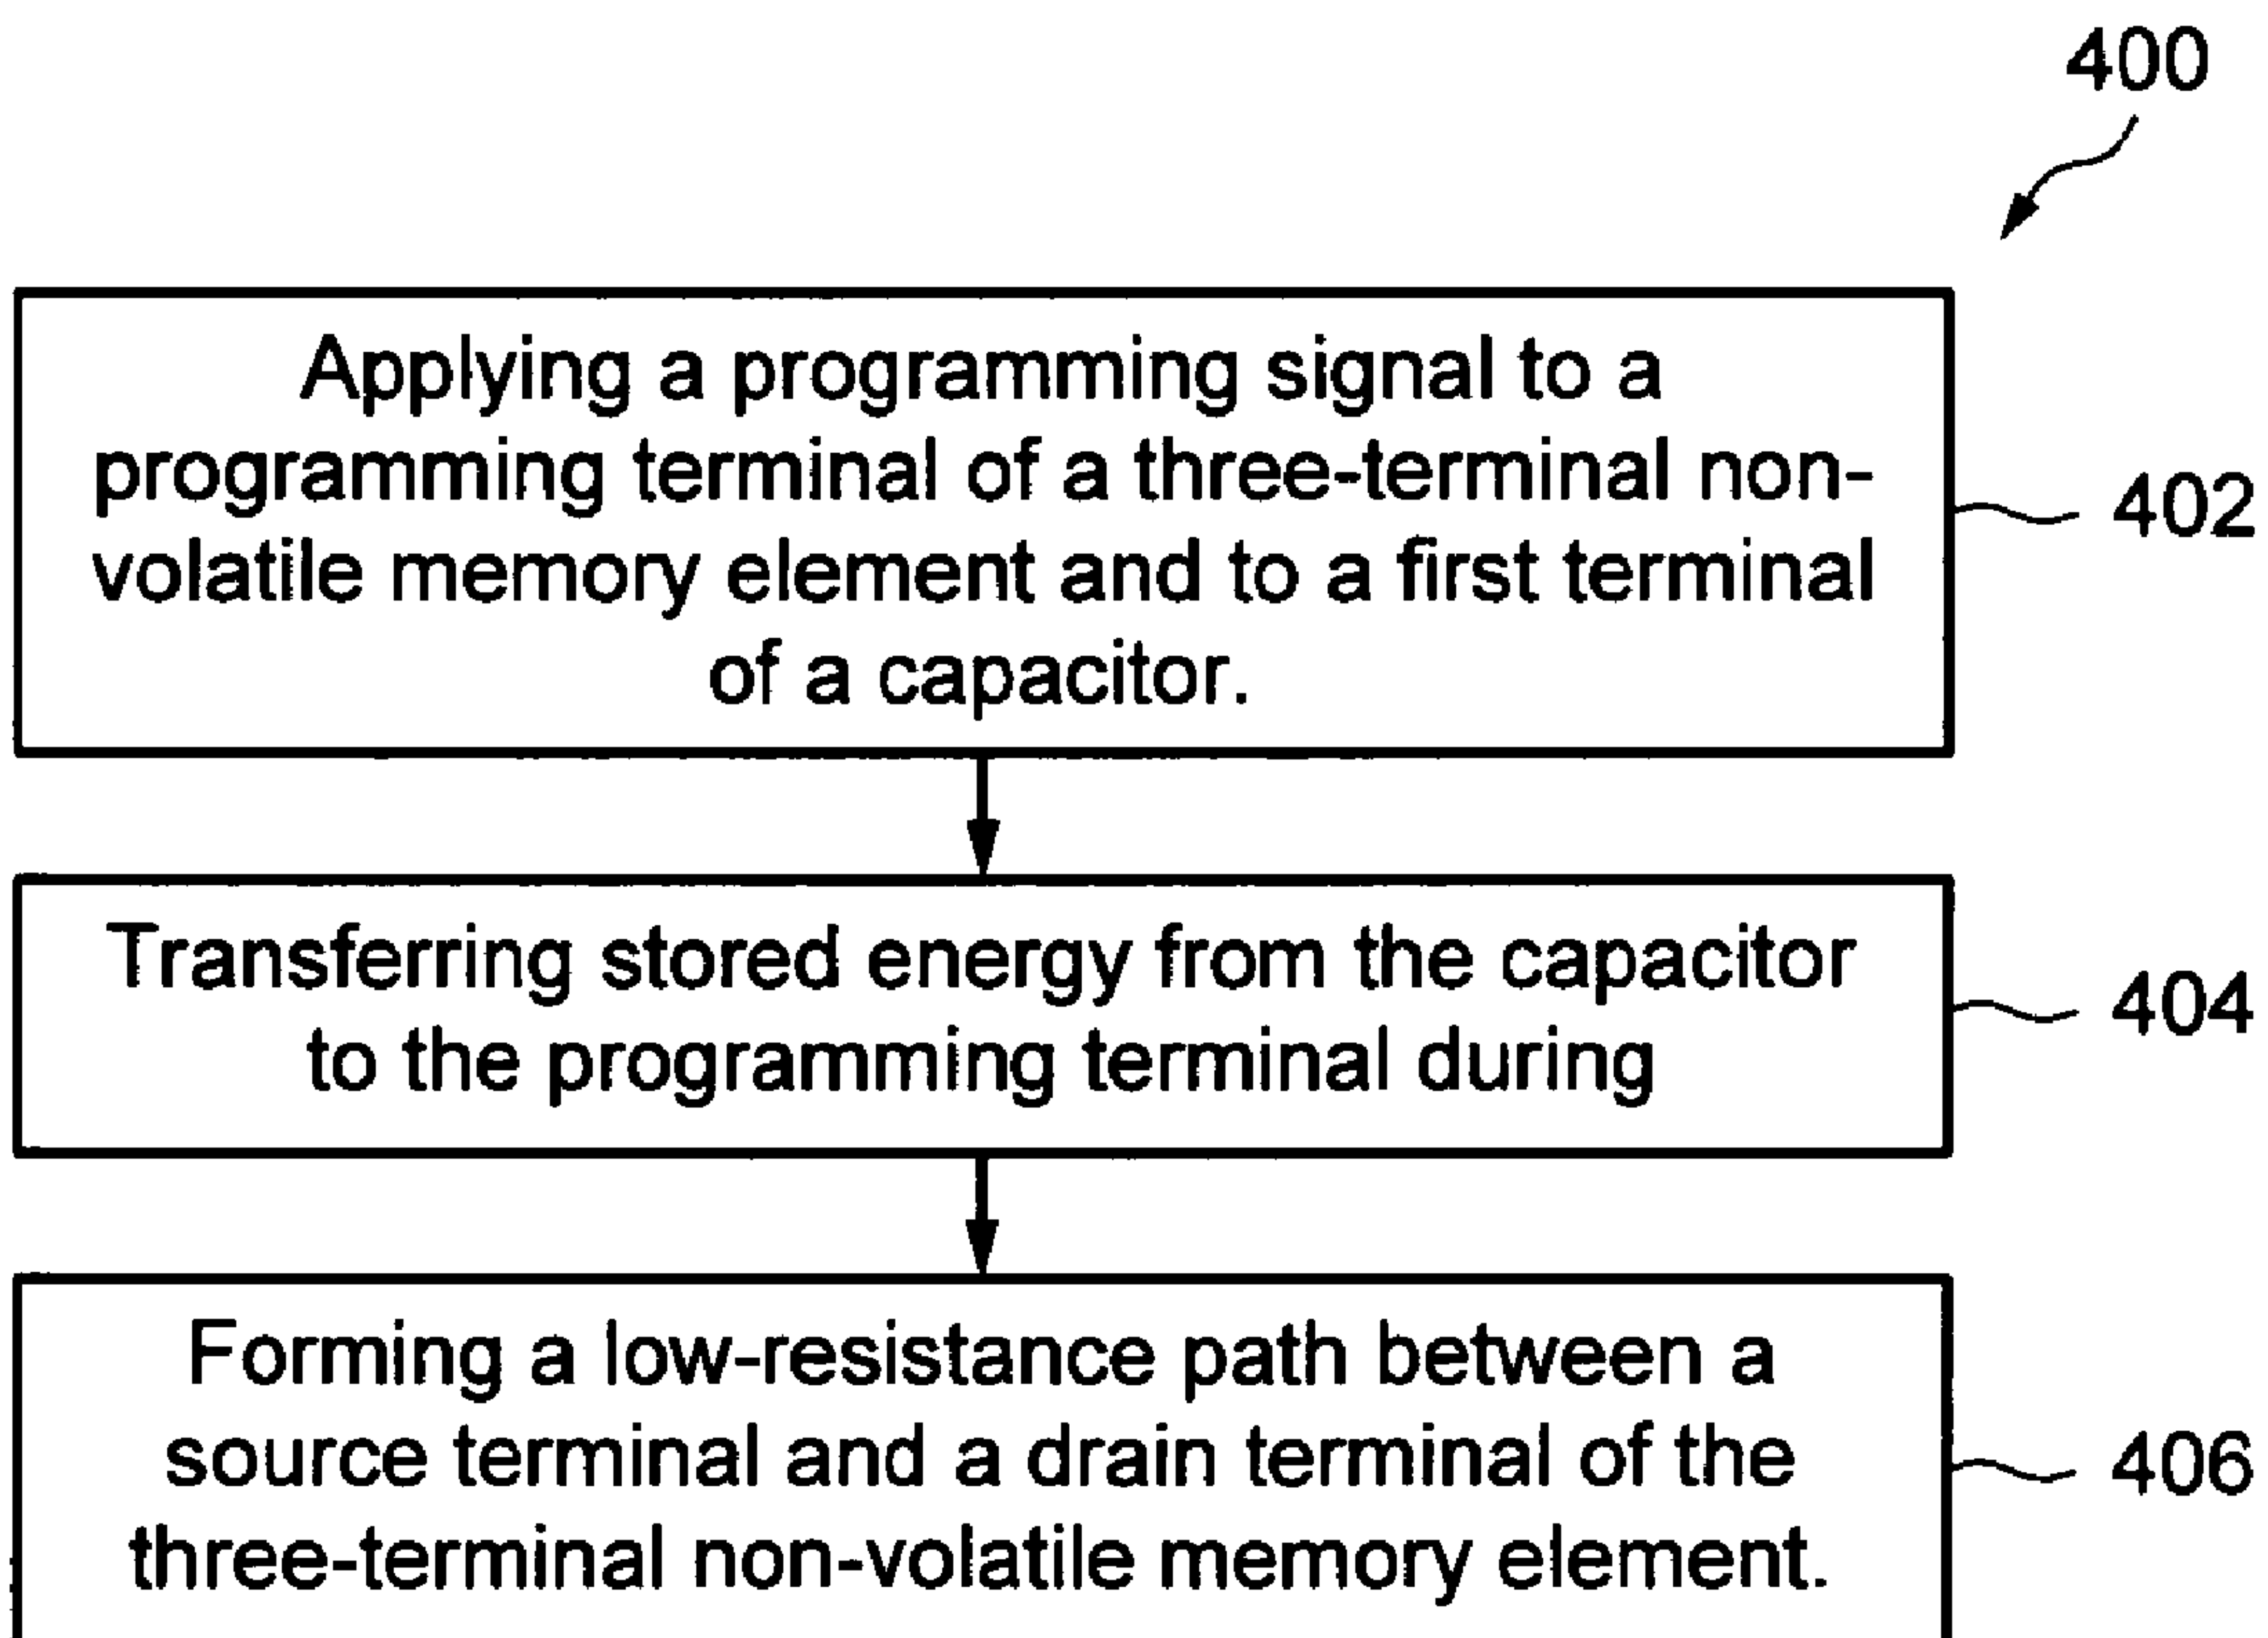 400
Applying a programming signal to a
programming terminal of a three-terminal non-
volatile memory element and to a first terminal
of a capacitor.
402
Transferring stored energy from the capacitor
to the programming terminal during
404
Forming a low-resistance path between a
source terminal and a drain terminal of the
three-terminal non-volatile memory element.
406